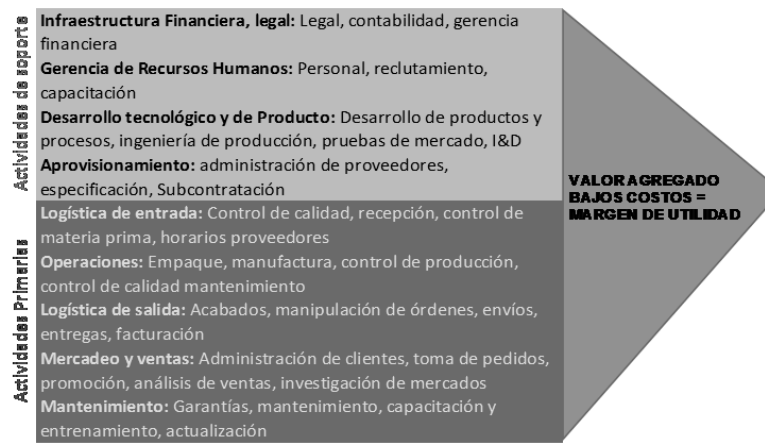 Actividades de soporte
Infraestructura Financiera, legal: Legal, contabilidad, gerencia
financiera
Gerencia de Recursos Humanos: Personal, reclutamiento,
capacitación
Desarrollo tecnológico y de Producto: Desarrollo de productos y
procesos, ingeniería de producción, pruebas de mercado, I&D
Aprovisionamiento: administración de proveedores,
especificación, Subcontratación
Actividades Primarias
Logística de entrada: Control de calidad, recepción, control de
materia prima, horarios proveedores
Operaciones: Empaque, manufactura, control de producción,
control de calidad mantenimiento
Logística de salida: Acabados, manipulación de órdenes, envíos,
entregas, facturación
Mercadeo y ventas: Administración de clientes, toma de pedidos,
promoción, análisis de ventas, investigación de mercados
Mantenimiento: Garantías, mantenimiento, capacitación y
entrenamiento, actualización
VALOR AGREGADO
BAJOS COSTOS =
MARGEN DE UTILIDAD